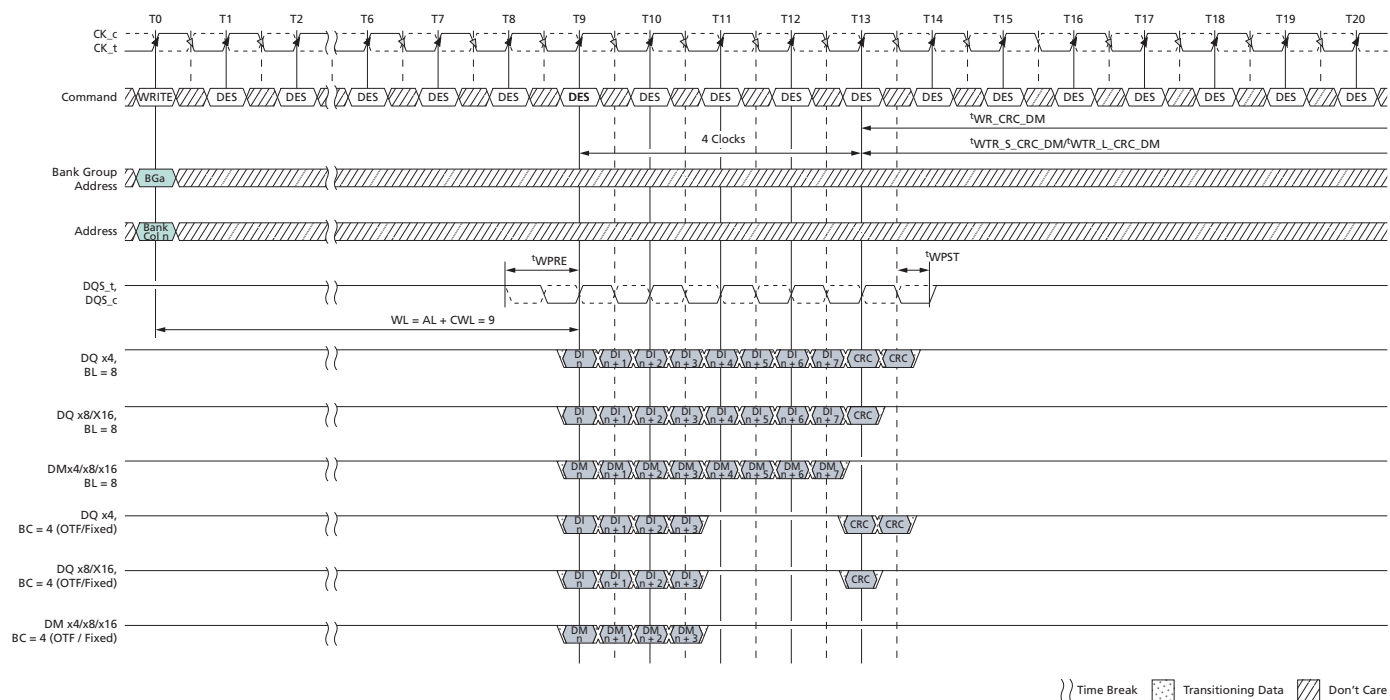 T0 T1 T2 T6 T7 T8 T9 T10 T11 T12 T13 T14 T15 T16 T17 T18 T19 T20
CK_c
CK_t
Command WRITE DES DES DES DES DES DES DES DES DES DES DES DES DES DES DES DES DES
tWR_CRC_DM
4 Clocks tWTR_S_CRC_DM/tWTR_L_CRC_DM
Bank Group
Address
BGa
Address
Bank
Col n
tWPRE tWPST
DQS_t,
DQS_c
WL = AL + CWL = 9
DQ x4,
BL = 8
DI n DI n + 1 DI n + 2 DI n + 3 DI n + 4 DI n + 5 DI n + 6 DI n + 7 CRC CRC
DQ x8/X16,
BL = 8
DI n DI n + 1 DI n + 2 DI n + 3 DI n + 4 DI n + 5 DI n + 6 DI n + 7 CRC
DMx4/x8/x16
BL = 8
DM n DM n + 1 DM n + 2 DM n + 3 DM n + 4 DM n + 5 DM n + 6 DM n + 7
DQ x4,
BC = 4 (OTF/Fixed)
DI n DI n + 1 DI n + 2 DI n + 3 CRC CRC
DQ x8/X16,
BC = 4 (OTF/Fixed)
DI n DI n + 1 DI n + 2 DI n + 3 CRC
DM x4/x8/x16
BC = 4 (OTF / Fixed)
DM n DM n + 1 DM n + 2 DM n + 3
Time Break Transitioning Data Don't Care